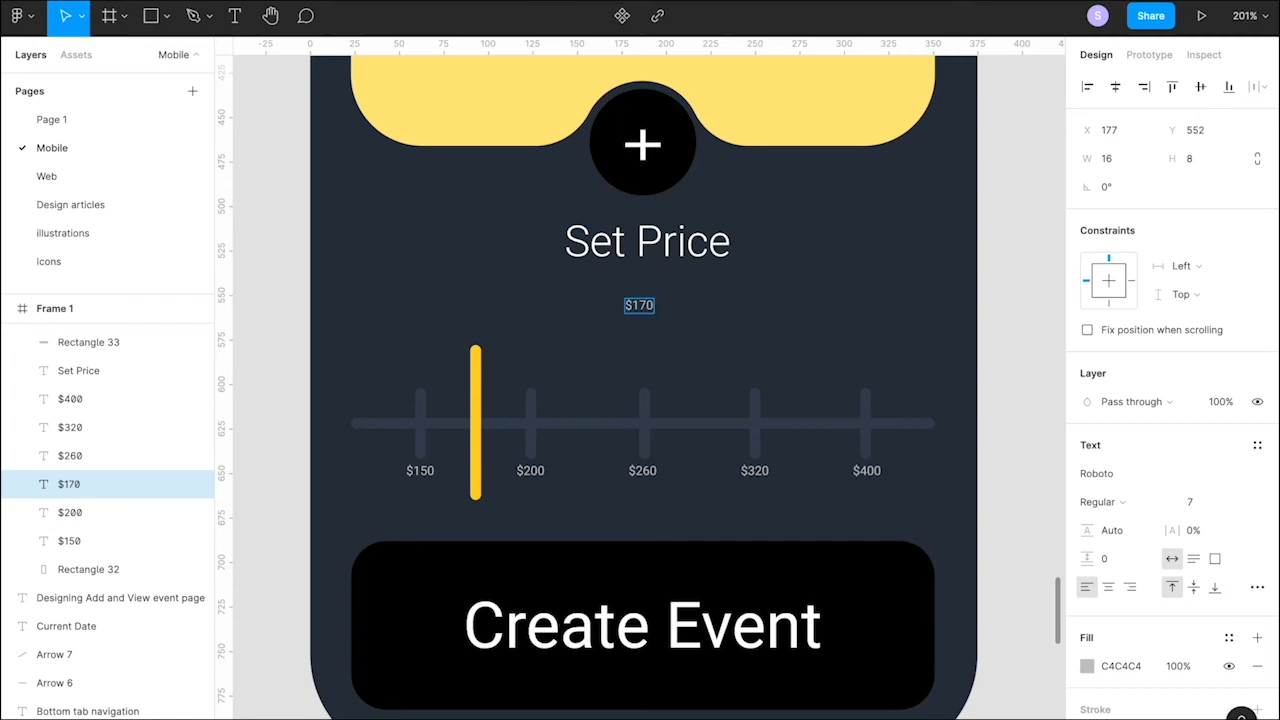 S
Share
201%
Layers
Assets
Mobile
Pages
Page 1
Mobile
Web
Design articles
illustrations
Icons
Frame 1
Rectangle 33
Set Price
$400
$320
$260
$170
$200
$150
Rectangle 32
Designing Add and View event page
Current Date
Arrow 7
Arrow 6
Bottom tab navigation
-25 0 25 50 75 100 125 150 175 200 225 250 275 300 325 350 375 400 4
425
450
475
500
525
550
575
600
625
650
675
700
725
750
775
+
Set Price
$170
$150 $200 $260 $320 $400
Create Event
Design
Prototype
Inspect
X 177 Y 552
W 16 H 8
0°
Constraints
Left
Top
Fix position when scrolling
Layer
Pass through 100%
Text
Roboto
Regular 7
A Auto |A| 0%
0
Fill
C4C4C4 100%
Stroke